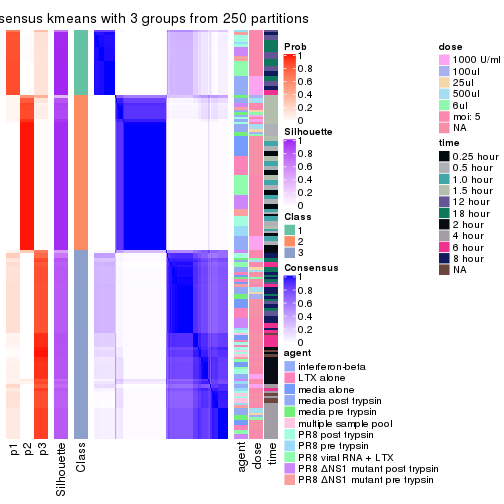 sensus kmeans with 3 groups from 250 partitions
Prob
1
0.8
0.6
0.4
0.2
0
Silhouette
1
0.8
0.6
0.4
0.2
0
Class
1
2
3
Consensus
1
0.8
0.6
0.4
0.2
0
agent
interferon-beta
LTX alone
media alone
media post trypsin
media pre trypsin
multiple sample pool
PR8 post trypsin
PR8 pre trypsin
PR8 viral RNA + LTX
PR8 ΔNS1 mutant post trypsin
PR8 ΔNS1 mutant pre trypsin
dose
1000 U/ml
100ul
25ul
500ul
6ul
moi: 5
NA
time
0.25 hour
0.5 hour
1.0 hour
1.5 hour
12 hour
18 hour
2 hour
4 hour
6 hour
8 hour
NA
p1
p2
p3
Silhouette
Class
agent
dose
time